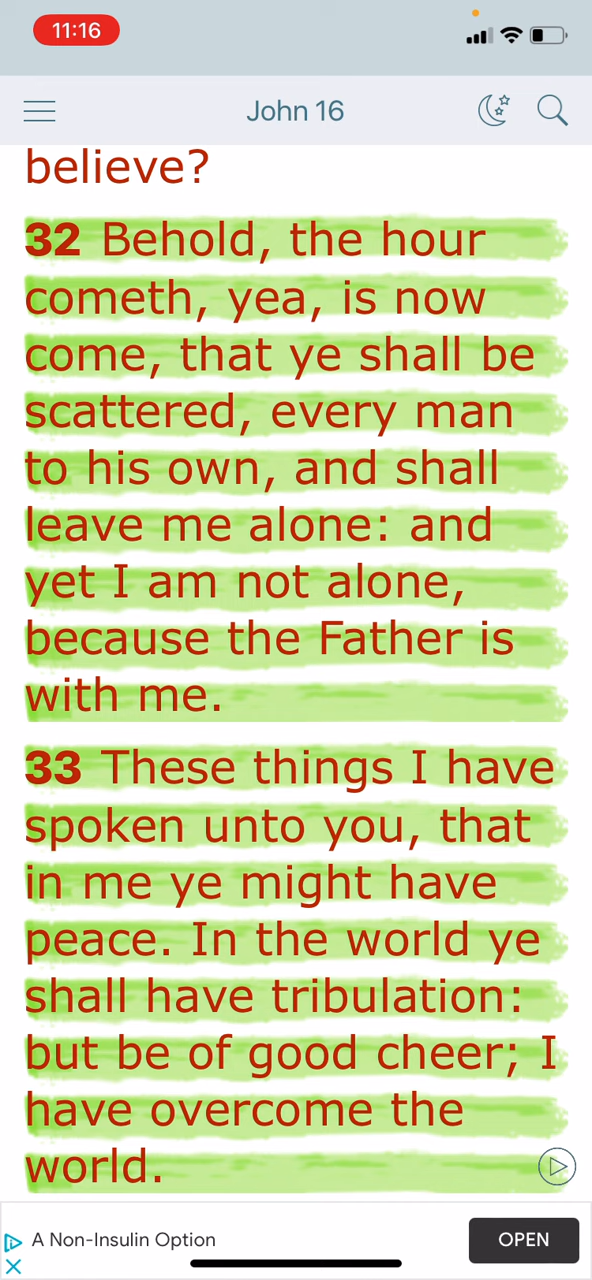 11:16
John 16
believe?
32 Behold, the hour
cometh, yea, is now
come, that ye shall be
scattered, every man
to his own, and shall
leave me alone: and
yet I am not alone,
because the Father is
with me.
33 These things I have
spoken unto you, that
in me ye might have
peace. In the world ye
shall have tribulation:
but be of good cheer; I
have overcome the
world.
A Non-Insulin Option
OPEN